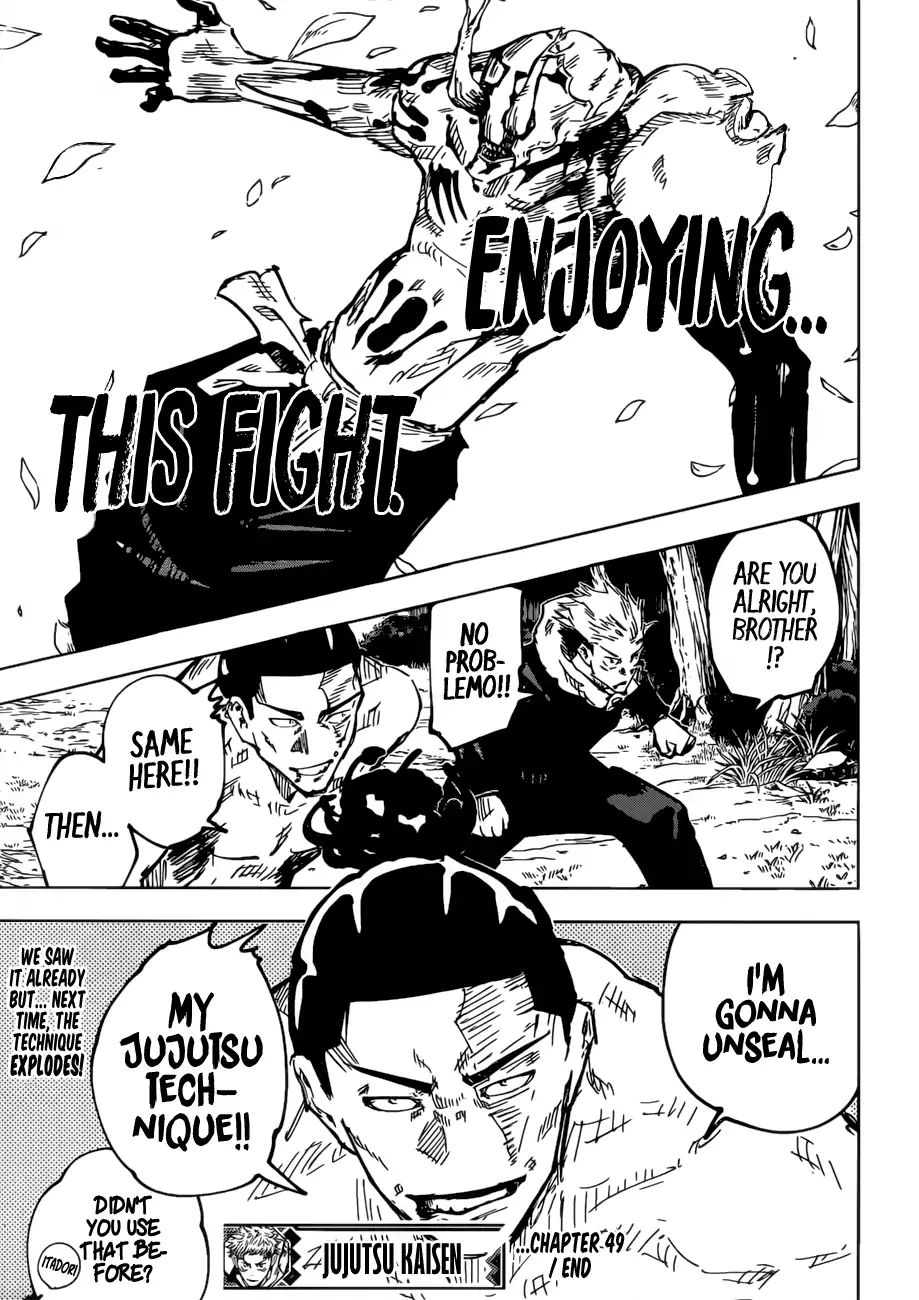 ENJOYING...
THIS FIGHT.
ARE YOU
ALRIGHT,
BROTHER
!?
NO
PROB-
LEMO!!
SAME
HERE!!
THEN...
I'M
GONNA
UNSEAL...
MY
JUJUTSU
TECH-
NIQUE!!
WE SAW
IT ALREADY
BUT... NEXT
TIME, THE
TECHNIQUE
EXPLODES!
DIDN'T
YOU USE
THAT BE-
FORE?
ITADORI
JUJUTSU KAISEN
...CHAPTER 49
/ END